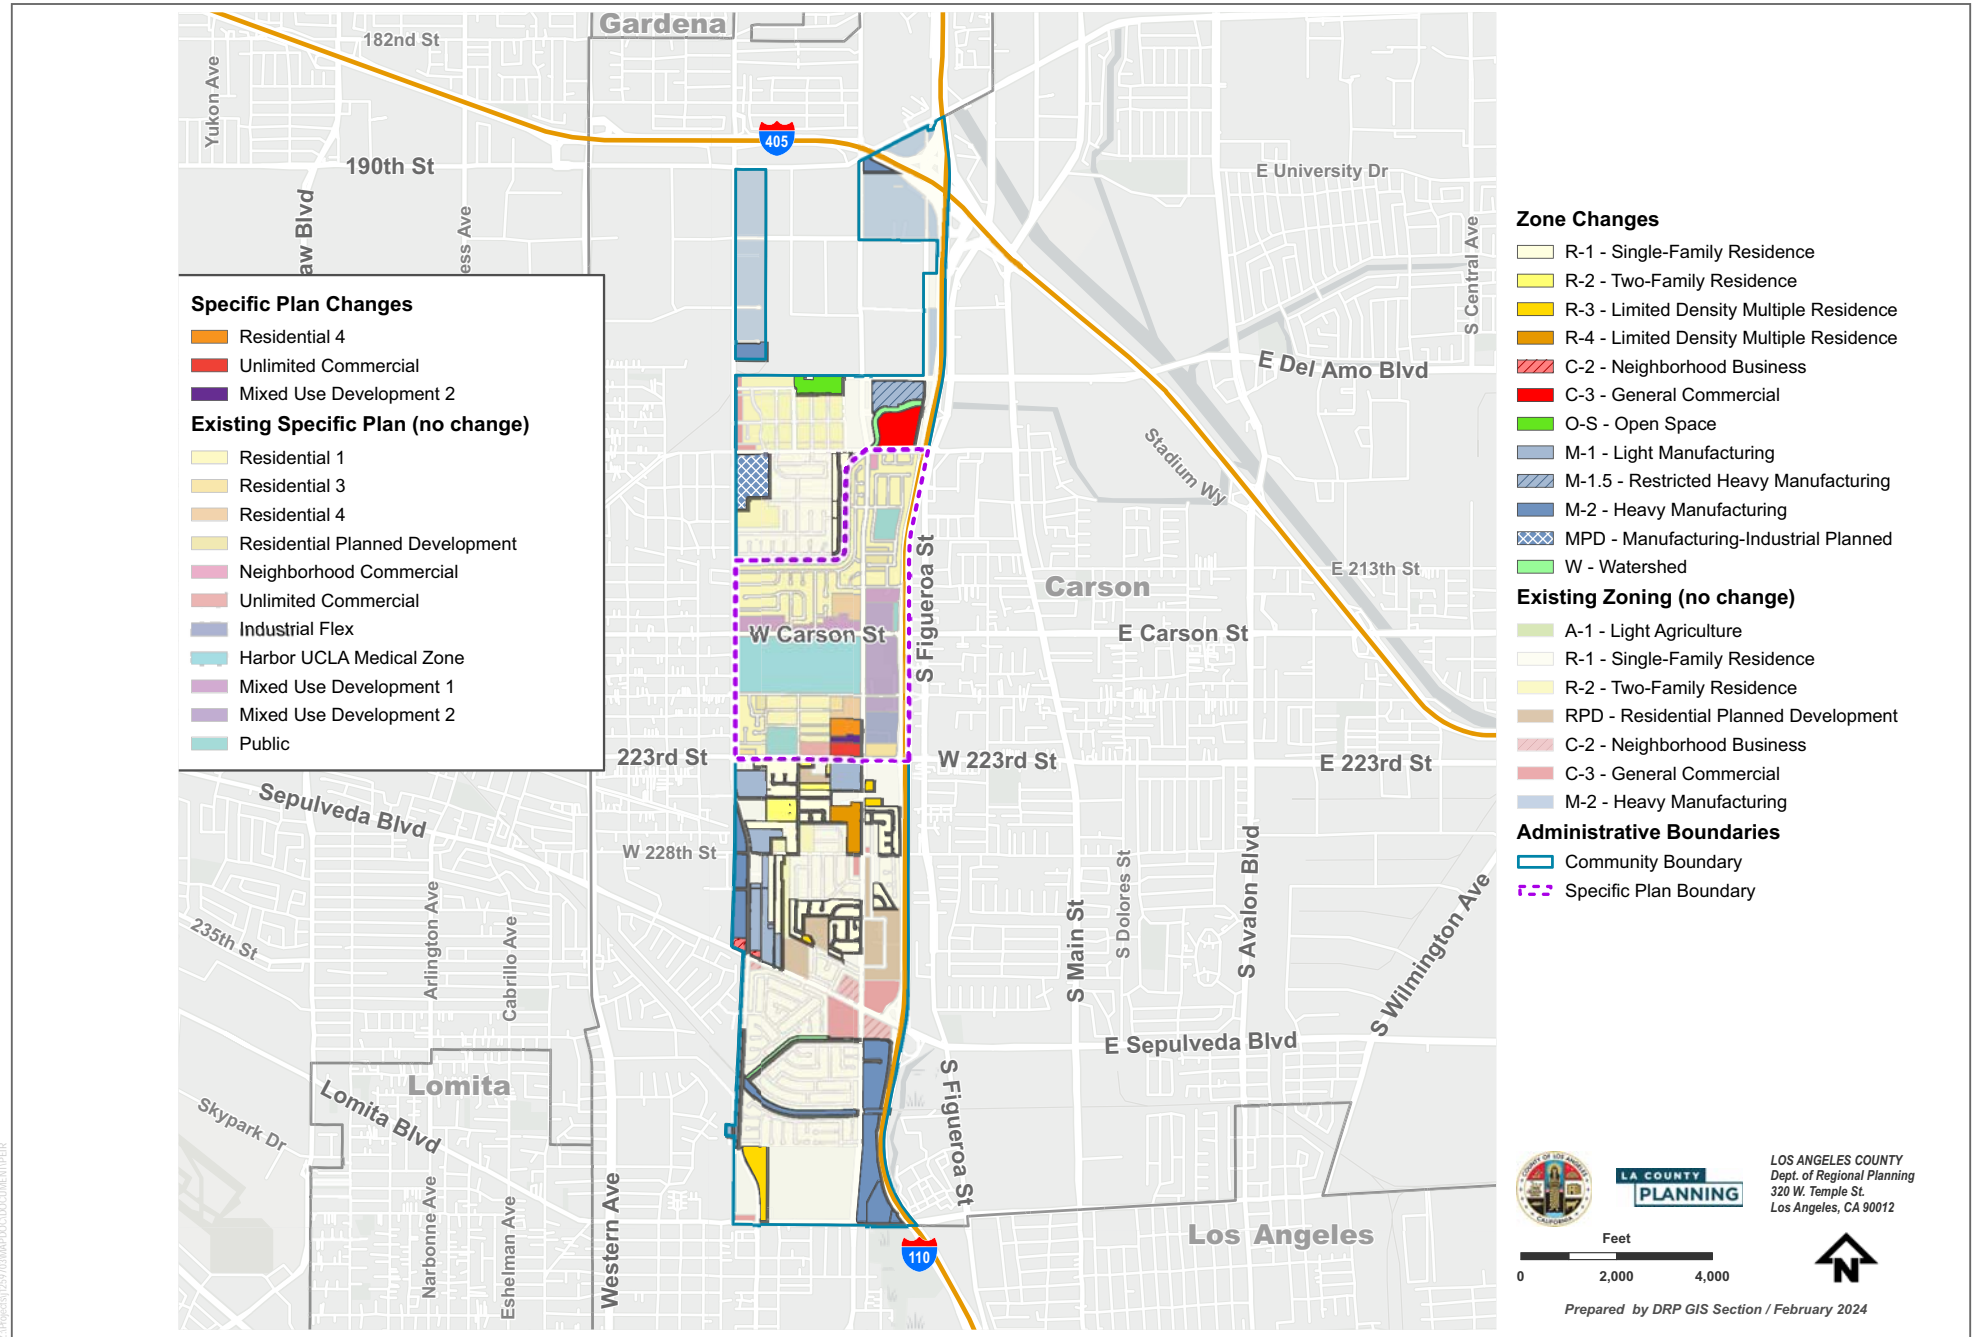 Gardena
182nd St
Yukon Ave
405
190th St
E University Dr
aw Blvd
ess Ave
S Central Ave
E Del Amo Blvd
Stadium Wy
S Figueroa St
Carson
E 213th St
W Carson St
E Carson St
223rd St
W 223rd St
E 223rd St
Sepulveda Blvd
W 228th St
235th St
Arlington Ave
Cabrillo Ave
S Main St
S Dolores St
S Avalon Blvd
S Wilmington Ave
E Sepulveda Blvd
Lomita
Lomita Blvd
Skypark Dr
Narbonne Ave
Eshelman Ave
Western Ave
S Figueroa St
Los Angeles
110
Specific Plan Changes
Residential 4
Unlimited Commercial
Mixed Use Development 2
Existing Specific Plan (no change)
Residential 1
Residential 3
Residential 4
Residential Planned Development
Neighborhood Commercial
Unlimited Commercial
Industrial Flex
Harbor UCLA Medical Zone
Mixed Use Development 1
Mixed Use Development 2
Public
Zone Changes
R-1 - Single-Family Residence
R-2 - Two-Family Residence
R-3 - Limited Density Multiple Residence
R-4 - Limited Density Multiple Residence
C-2 - Neighborhood Business
C-3 - General Commercial
O-S - Open Space
M-1 - Light Manufacturing
M-1.5 - Restricted Heavy Manufacturing
M-2 - Heavy Manufacturing
MPD - Manufacturing-Industrial Planned
W - Watershed
Existing Zoning (no change)
A-1 - Light Agriculture
R-1 - Single-Family Residence
R-2 - Two-Family Residence
RPD - Residential Planned Development
C-2 - Neighborhood Business
C-3 - General Commercial
M-2 - Heavy Manufacturing
Administrative Boundaries
Community Boundary
Specific Plan Boundary
COUNTY OF LOS ANGELES
CALIFORNIA
LA COUNTY
PLANNING
LOS ANGELES COUNTY
Dept. of Regional Planning
320 W. Temple St.
Los Angeles, CA 90012
Feet
0 2,000 4,000
N
Prepared by DRP GIS Section / February 2024